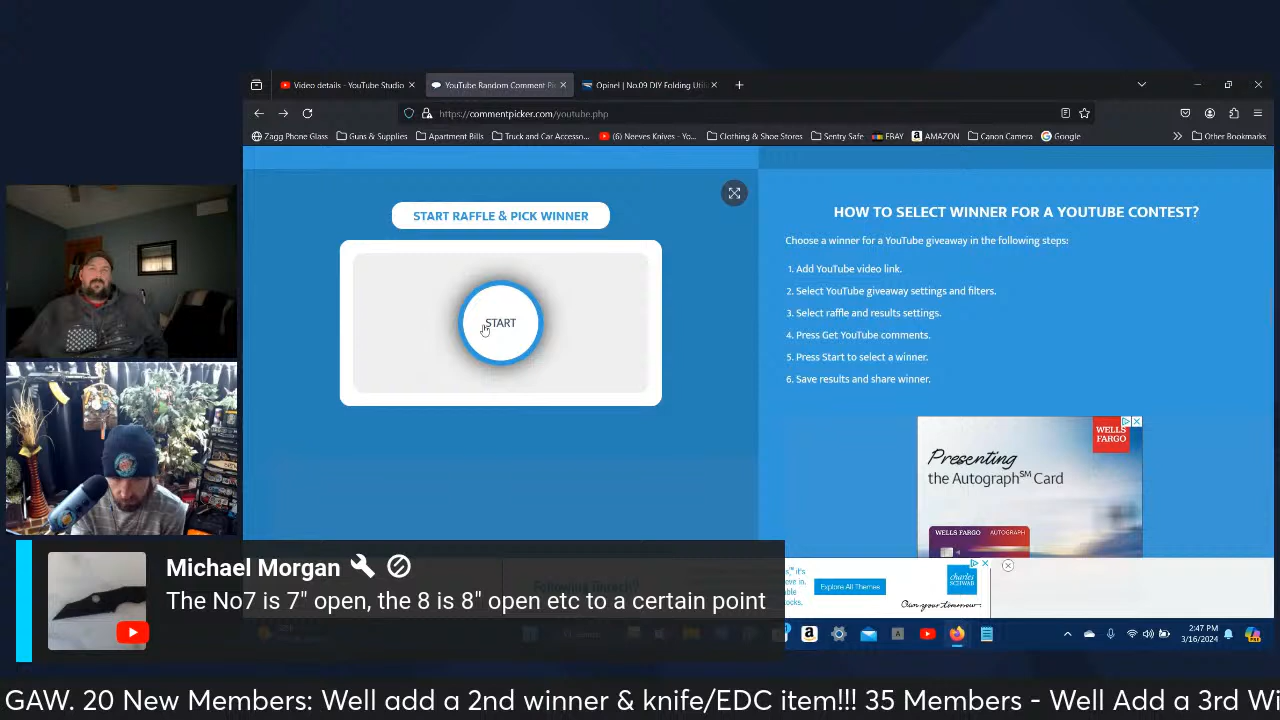 Video details - YouTube Studio
YouTube Random Comment Pic
Opinel | No.09 DIY Folding Util
https://commentpicker.com/youtube.php
Zagg Phone Glass
Guns & Supplies
Apartment Bills
Truck and Car Accesso...
(6) Neeves Knives - Yo...
Clothing & Shoe Stores
Sentry Safe
EBAY
AMAZON
Canon Camera
Google
Other Bookmarks
START RAFFLE & PICK WINNER
START
HOW TO SELECT WINNER FOR A YOUTUBE CONTEST?
Choose a winner for a YouTube giveaway in the following steps:
1. Add YouTube video link.
2. Select YouTube giveaway settings and filters.
3. Select raffle and results settings.
4. Press Get YouTube comments.
5. Press Start to select a winner.
6. Save results and share winner.
WELLS
FARGO
Presenting
the Autograph℠ Card
WELLS FARGO AUTOGRAPH
Explore All Themes
charles
SCHWAB
Own your tomorrow
Michael Morgan
The No7 is 7" open, the 8 is 8" open etc to a certain point
2:47 PM
3/16/2024
GAW. 20 New Members: Well add a 2nd winner & knife/EDC item!!! 35 Members - Well Add a 3rd Wi